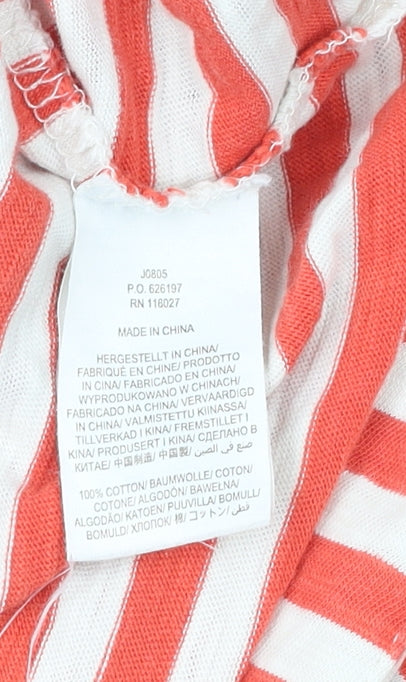 J0805
P.O. 626197
RN 116027
MADE IN CHINA
HERGESTELLT IN CHINA/
FABRIQUÉ EN CHINE/ PRODOTTO
IN CINA/ FABRICADO EN CHINA/
WYPRODUKOWANO W CHINACH/
FABRICADO NA CHINA/ VERVAARDIGD
IN CHINA/ VALMISTETTU KIINASSA/
TILLVERKAD I KINA/ FREMSTILLET I
KINA/ PRODUSERT I KINA/ СДЕЛАНО В
КИТАЕ/ 中国制造/ 中国製/ صنع في الصين
100% COTTON/ BAUMWOLLE/ COTON/
COTONE/ ALGODÓN/ BAWEŁNA/
ALGODÃO/ KATOEN/ PUUVILLA/ BOMULL/
BOMULD/ ХЛОПОК/ 棉/ コットン/ قطن